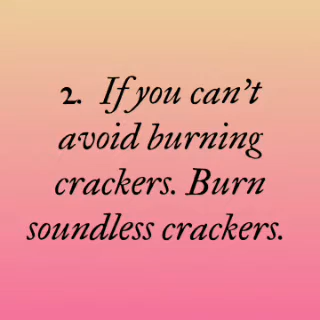 2. If you can't
avoid burning
crackers. Burn
soundless crackers.